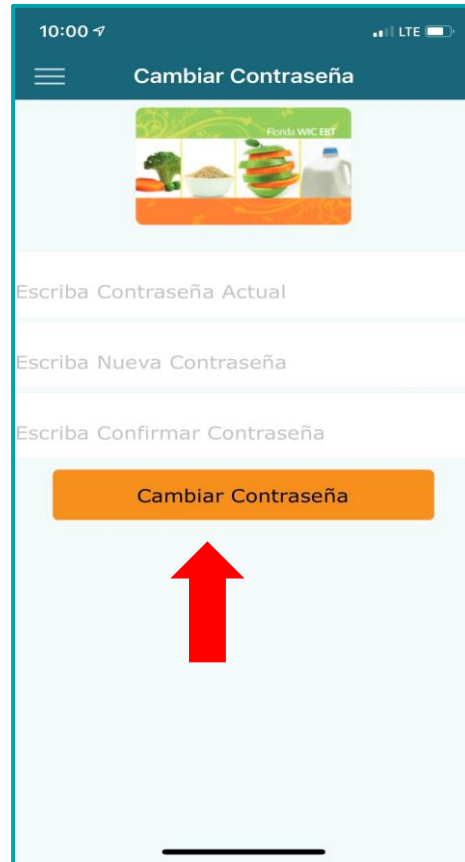 10:00 LTE
Cambiar Contraseña
Florida WIC EBT
Escriba Contraseña Actual
Escriba Nueva Contraseña
Escriba Confirmar Contraseña
Cambiar Contraseña